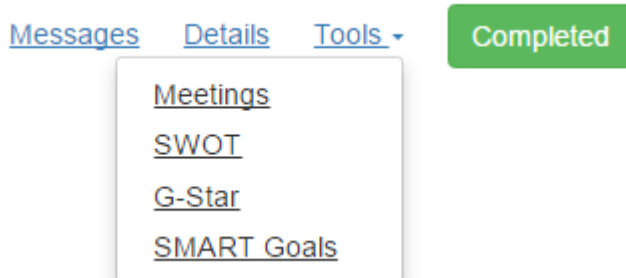 Messages Details Tools Completed
Meetings
SWOT
G-Star
SMART Goals